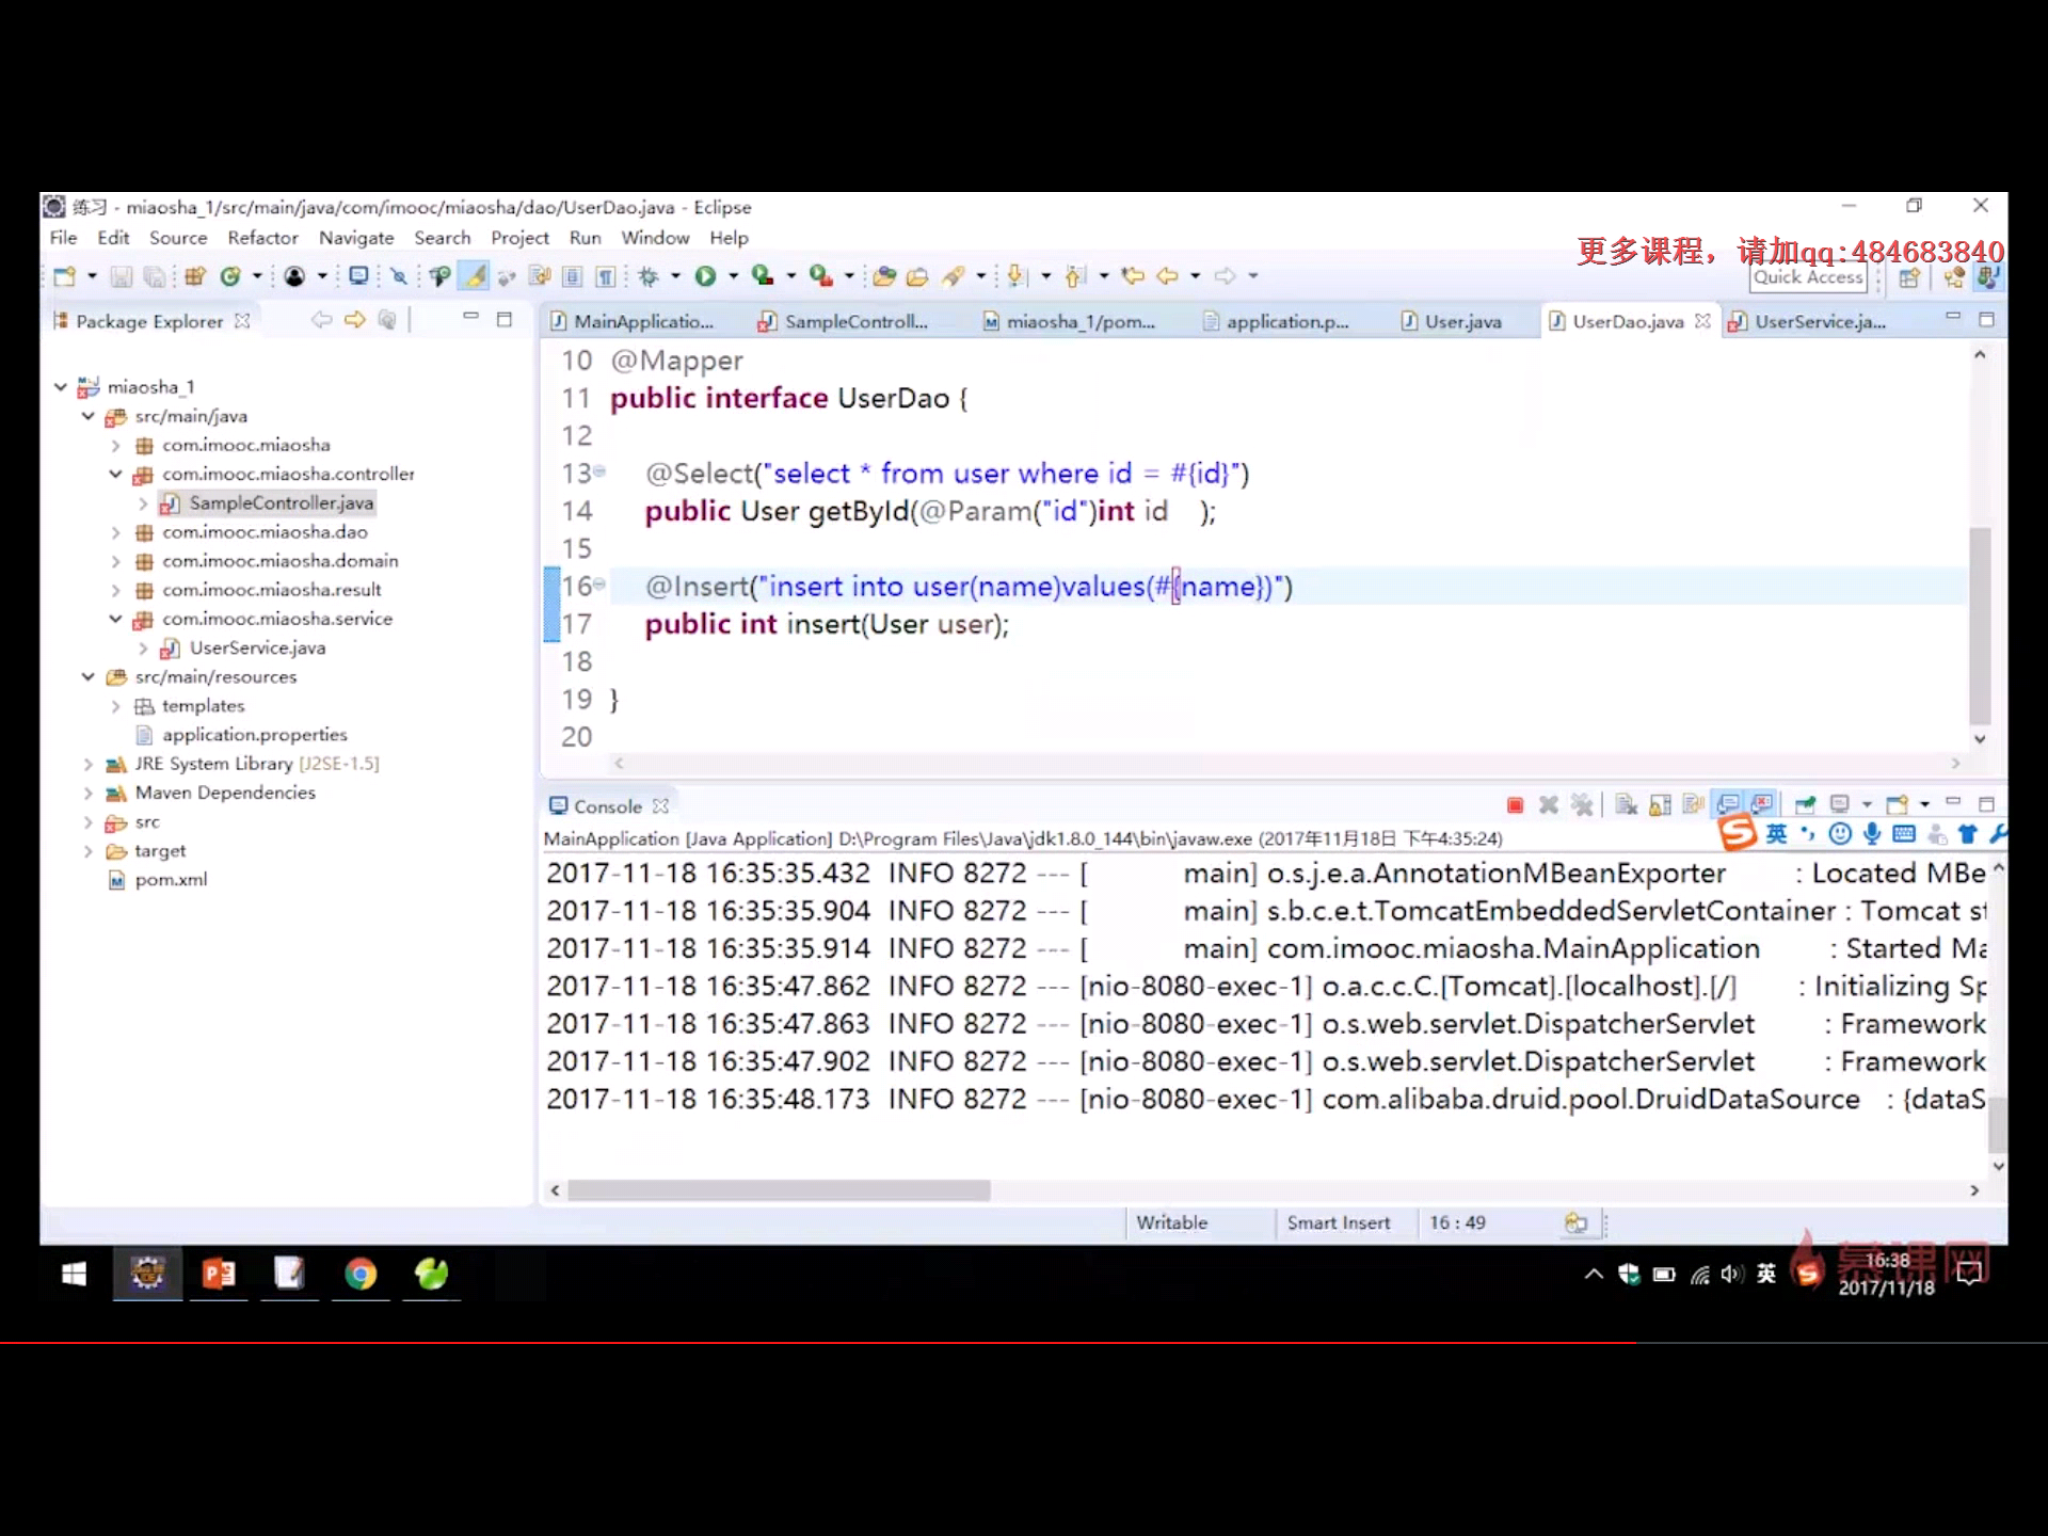 练习 - miaosha_1/src/main/java/com/imooc/miaosha/dao/UserDao.java - Eclipse
File Edit Source Refactor Navigate Search Project Run Window Help
更多课程，请加qq:484683840
Quick Access
Package Explorer
miaosha_1
src/main/java
com.imooc.miaosha
com.imooc.miaosha.controller
SampleController.java
com.imooc.miaosha.dao
com.imooc.miaosha.domain
com.imooc.miaosha.result
com.imooc.miaosha.service
UserService.java
src/main/resources
templates
application.properties
JRE System Library [J2SE-1.5]
Maven Dependencies
src
target
pom.xml
MainApplicatio... SampleControll... miaosha_1/pom... application.p... User.java UserDao.java UserService.ja...
10 @Mapper
11 public interface UserDao {
12
13 @Select("select * from user where id = #{id}")
14 public User getById(@Param("id")int id );
15
16 @Insert("insert into user(name)values(#{name})")
17 public int insert(User user);
18
19 }
20
Console
MainApplication [Java Application] D:\Program Files\Java\jdk1.8.0_144\bin\javaw.exe (2017年11月18日 下午4:35:24)
英
2017-11-18 16:35:35.432 INFO 8272 --- [ main] o.s.j.e.a.AnnotationMBeanExporter : Located MBe
2017-11-18 16:35:35.904 INFO 8272 --- [ main] s.b.c.e.t.TomcatEmbeddedServletContainer : Tomcat st
2017-11-18 16:35:35.914 INFO 8272 --- [ main] com.imooc.miaosha.MainApplication : Started Ma
2017-11-18 16:35:47.862 INFO 8272 --- [nio-8080-exec-1] o.a.c.c.C.[Tomcat].[localhost].[/] : Initializing Sp
2017-11-18 16:35:47.863 INFO 8272 --- [nio-8080-exec-1] o.s.web.servlet.DispatcherServlet : Framework
2017-11-18 16:35:47.902 INFO 8272 --- [nio-8080-exec-1] o.s.web.servlet.DispatcherServlet : Framework
2017-11-18 16:35:48.173 INFO 8272 --- [nio-8080-exec-1] com.alibaba.druid.pool.DruidDataSource : {dataS
Writable Smart Insert 16 : 49
英
慕课网
16:38
2017/11/18